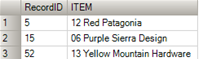 RecordID ITEM
1 5 12 Red Patagonia
2 15 06 Purple Sierra Design
3 52 13 Yellow Mountain Hardware